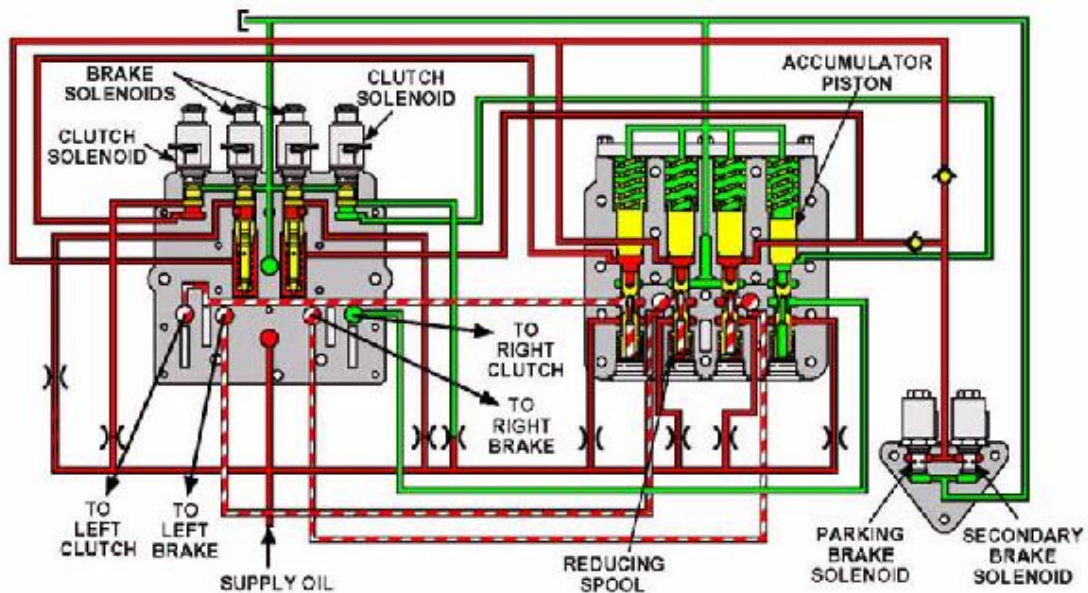 BRAKE
SOLENOIDS
CLUTCH
SOLENOID
CLUTCH
SOLENOID
ACCUMULATOR
PISTON
TO
RIGHT
CLUTCH
TO
RIGHT
BRAKE
TO
LEFT
CLUTCH
TO
LEFT
BRAKE
SUPPLY OIL
REDUCING
SPOOL
PARKING
BRAKE
SOLENOID
SECONDARY
BRAKE
SOLENOID